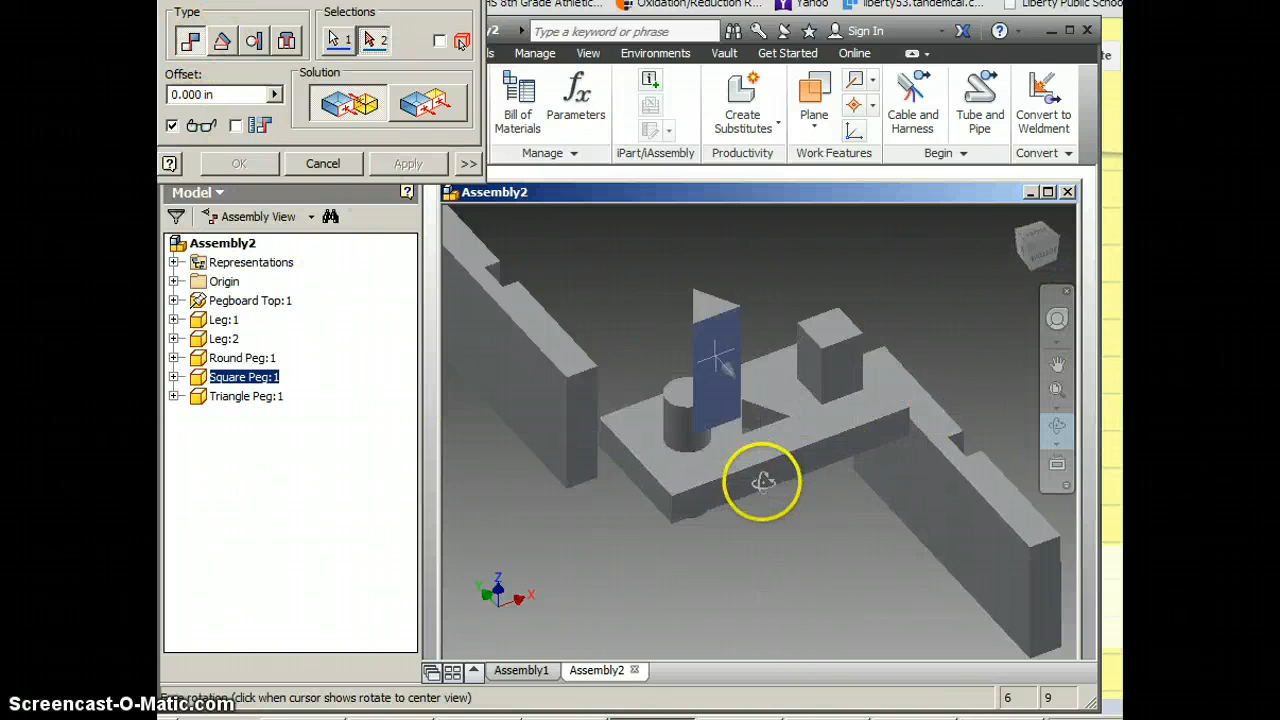 HS 8th Grade Athletic...
Oxidation/Reduction R...
Yahoo
liberty53.tandemcal.c...
Liberty Public School
Type
Selections
1
2
Type a keyword or phrase
Sign In
Manage
View
Environments
Vault
Get Started
Online
Offset:
Solution
0.000 in
Bill of Materials
Parameters
Create Substitutes
Plane
Cable and Harness
Tube and Pipe
Convert to Weldment
Manage
iPart/iAssembly
Productivity
Work Features
Begin
Convert
OK
Cancel
Apply
>>
Model
Assembly2
Assembly View
Assembly2
Representations
Origin
Pegboard Top:1
Leg:1
Leg:2
Round Peg:1
Square Peg:1
Triangle Peg:1
Z
Y
X
Assembly1
Assembly2
rotation (click when cursor shows rotate to center view)
6
9
Screencast-O-Matic.com